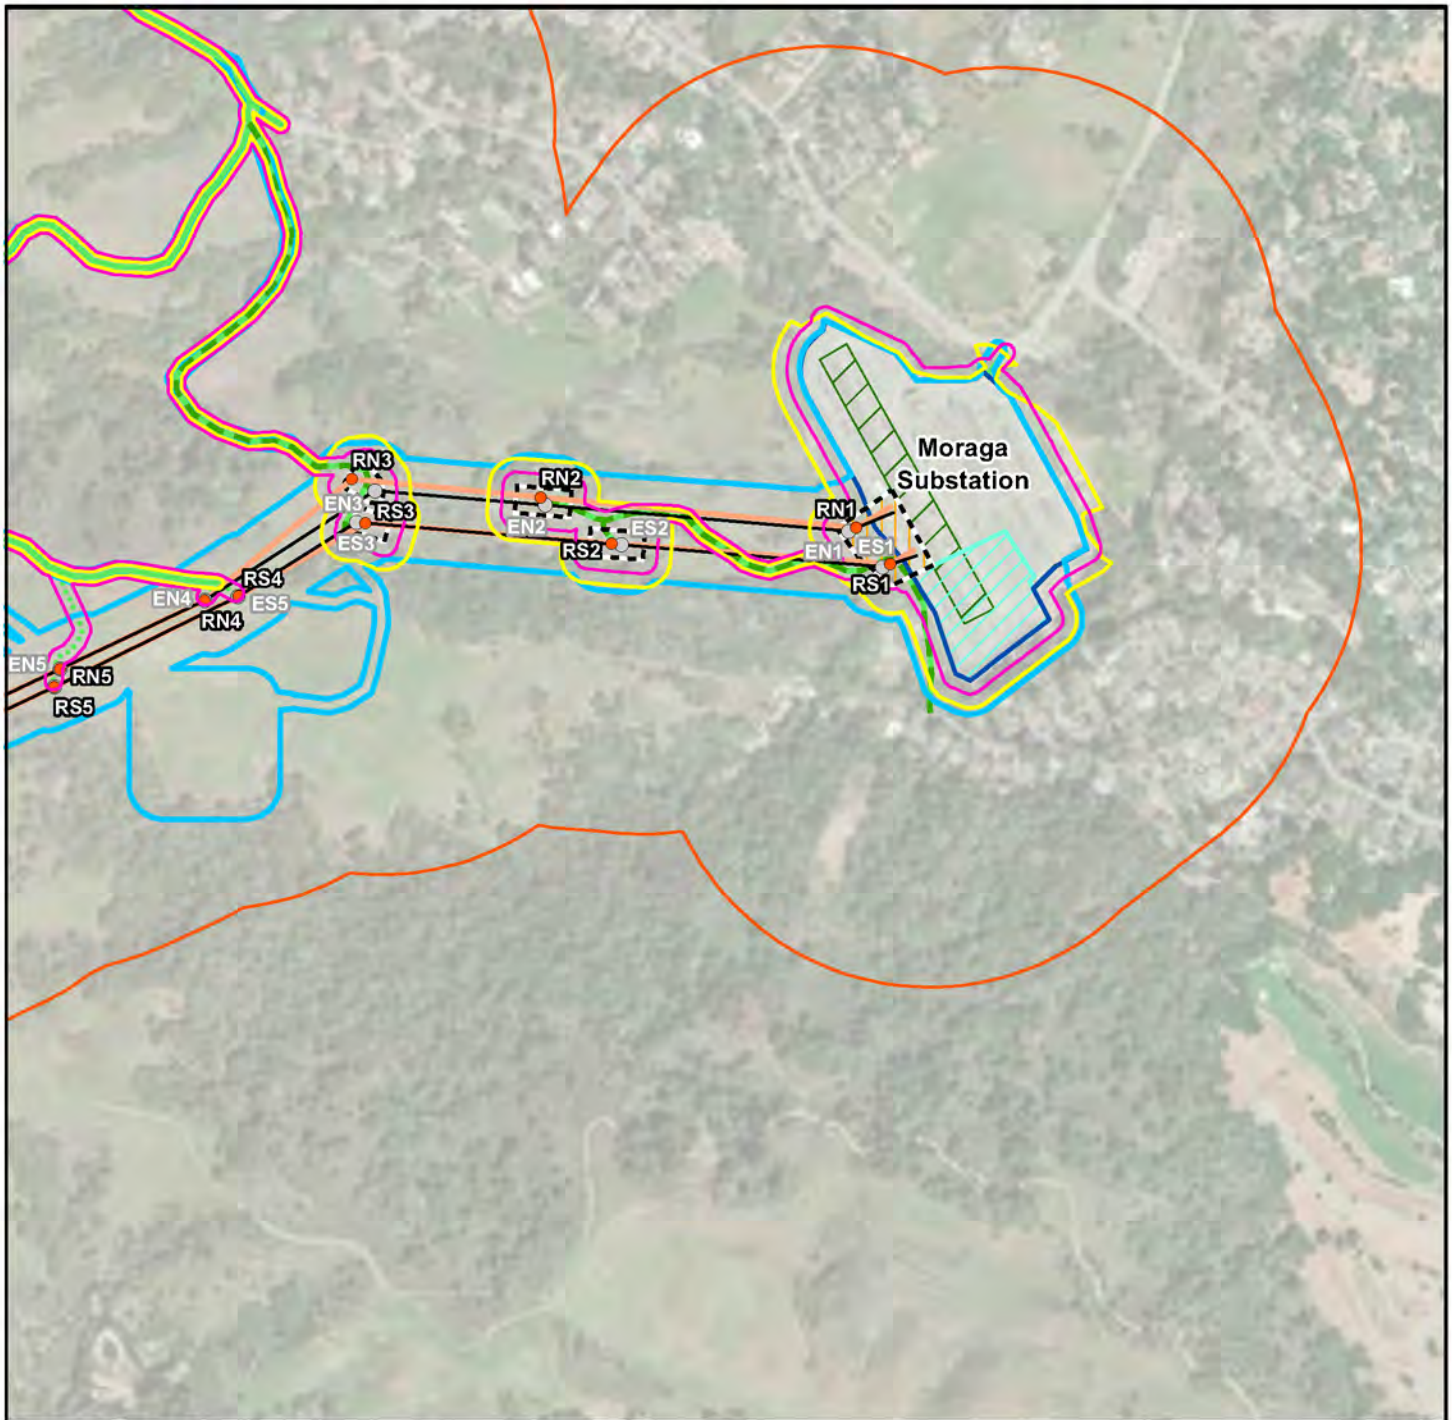 Moraga
Substation
RN3
RN2
EN3
RS3
RN1
EN2
ES2
ES3
RS2
EN1
ES1
RS4
RS1
EN4
ES5
RN4
EN5
RN5
RS5